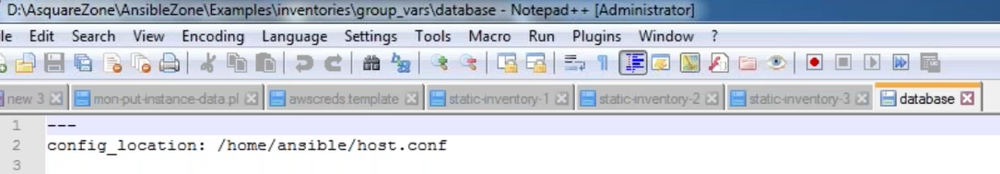 D:\AsquareZone\AnsibleZone\Examples\inventories\group_vars\database - Notepad++ [Administrator]
le Edit Search View Encoding Language Settings Tools Macro Run Plugins Window ?
new 3 mon-put-instance-data.pl awscreds.template static-inventory-1 static-inventory-2 static-inventory-3 database
1 ---
2 config_location: /home/ansible/host.conf
3